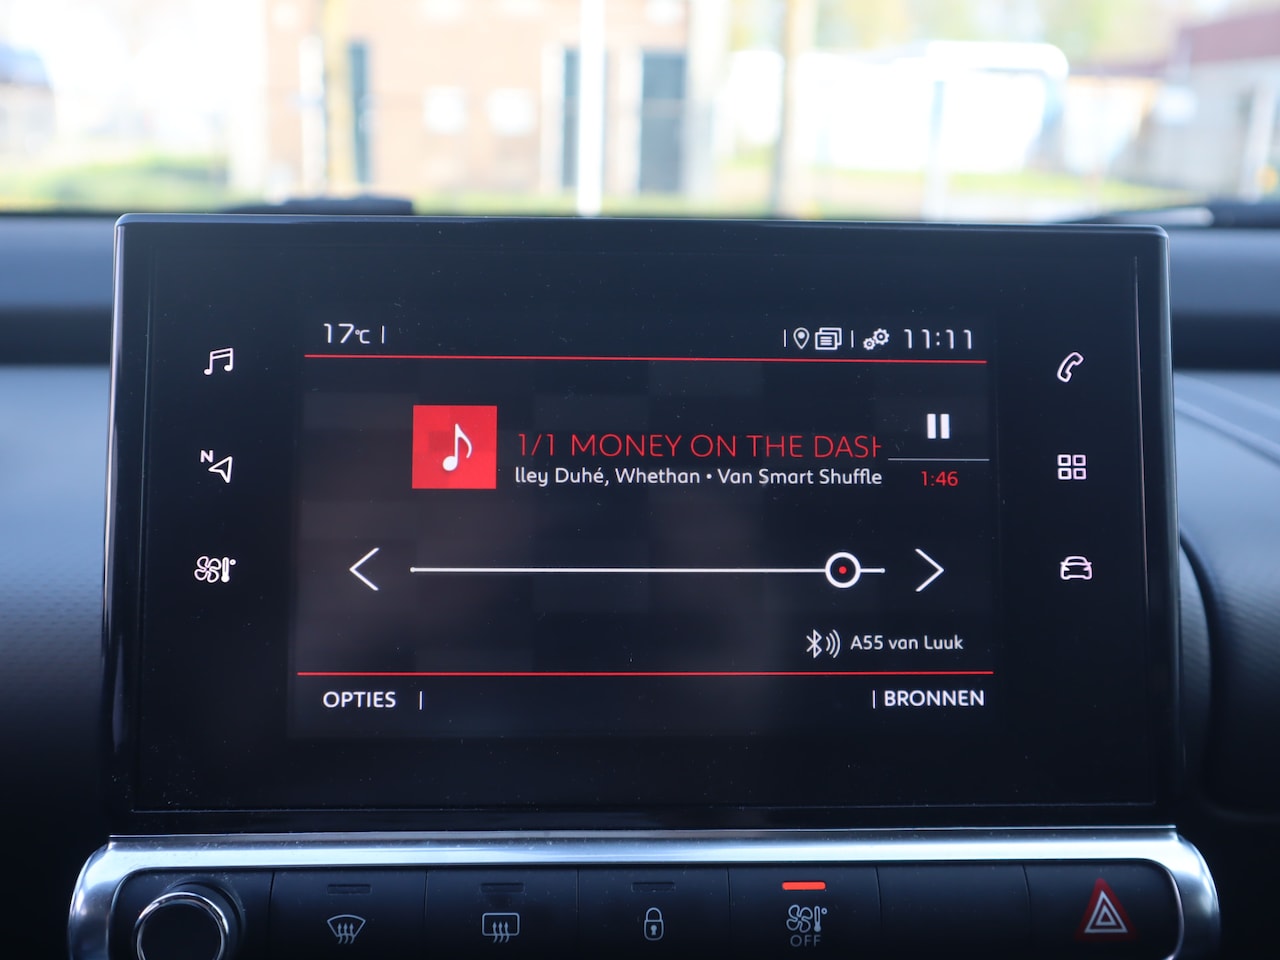 17°C
11:11
1/1 MONEY ON THE DASH
lley Duhé, Whethan • Van Smart Shuffle
1:46
N
A55 van Luuk
OPTIES
BRONNEN
OFF